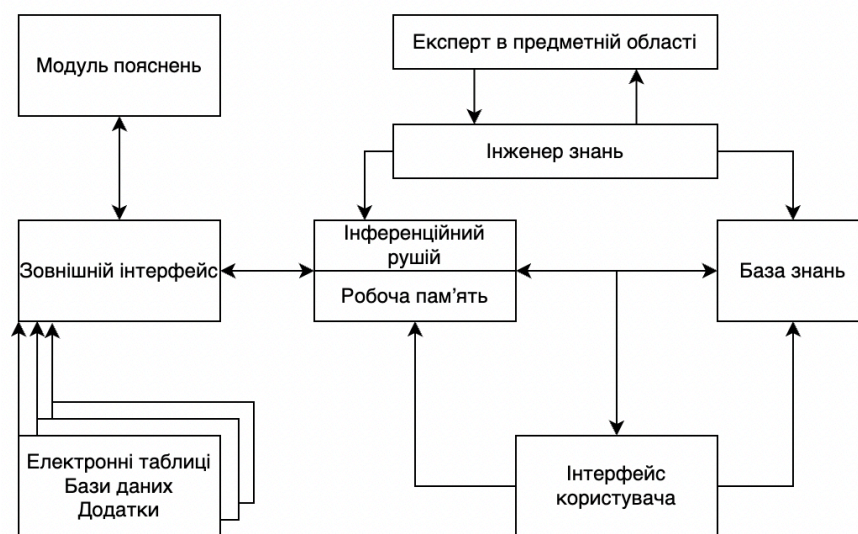 Модуль пояснень
Експерт в предметній області
Інженер знань
Зовнішній інтерфейс
Інференційний
рушій
Робоча пам’ять
База знань
Електронні таблиці
Бази даних
Додатки
Інтерфейс
користувача